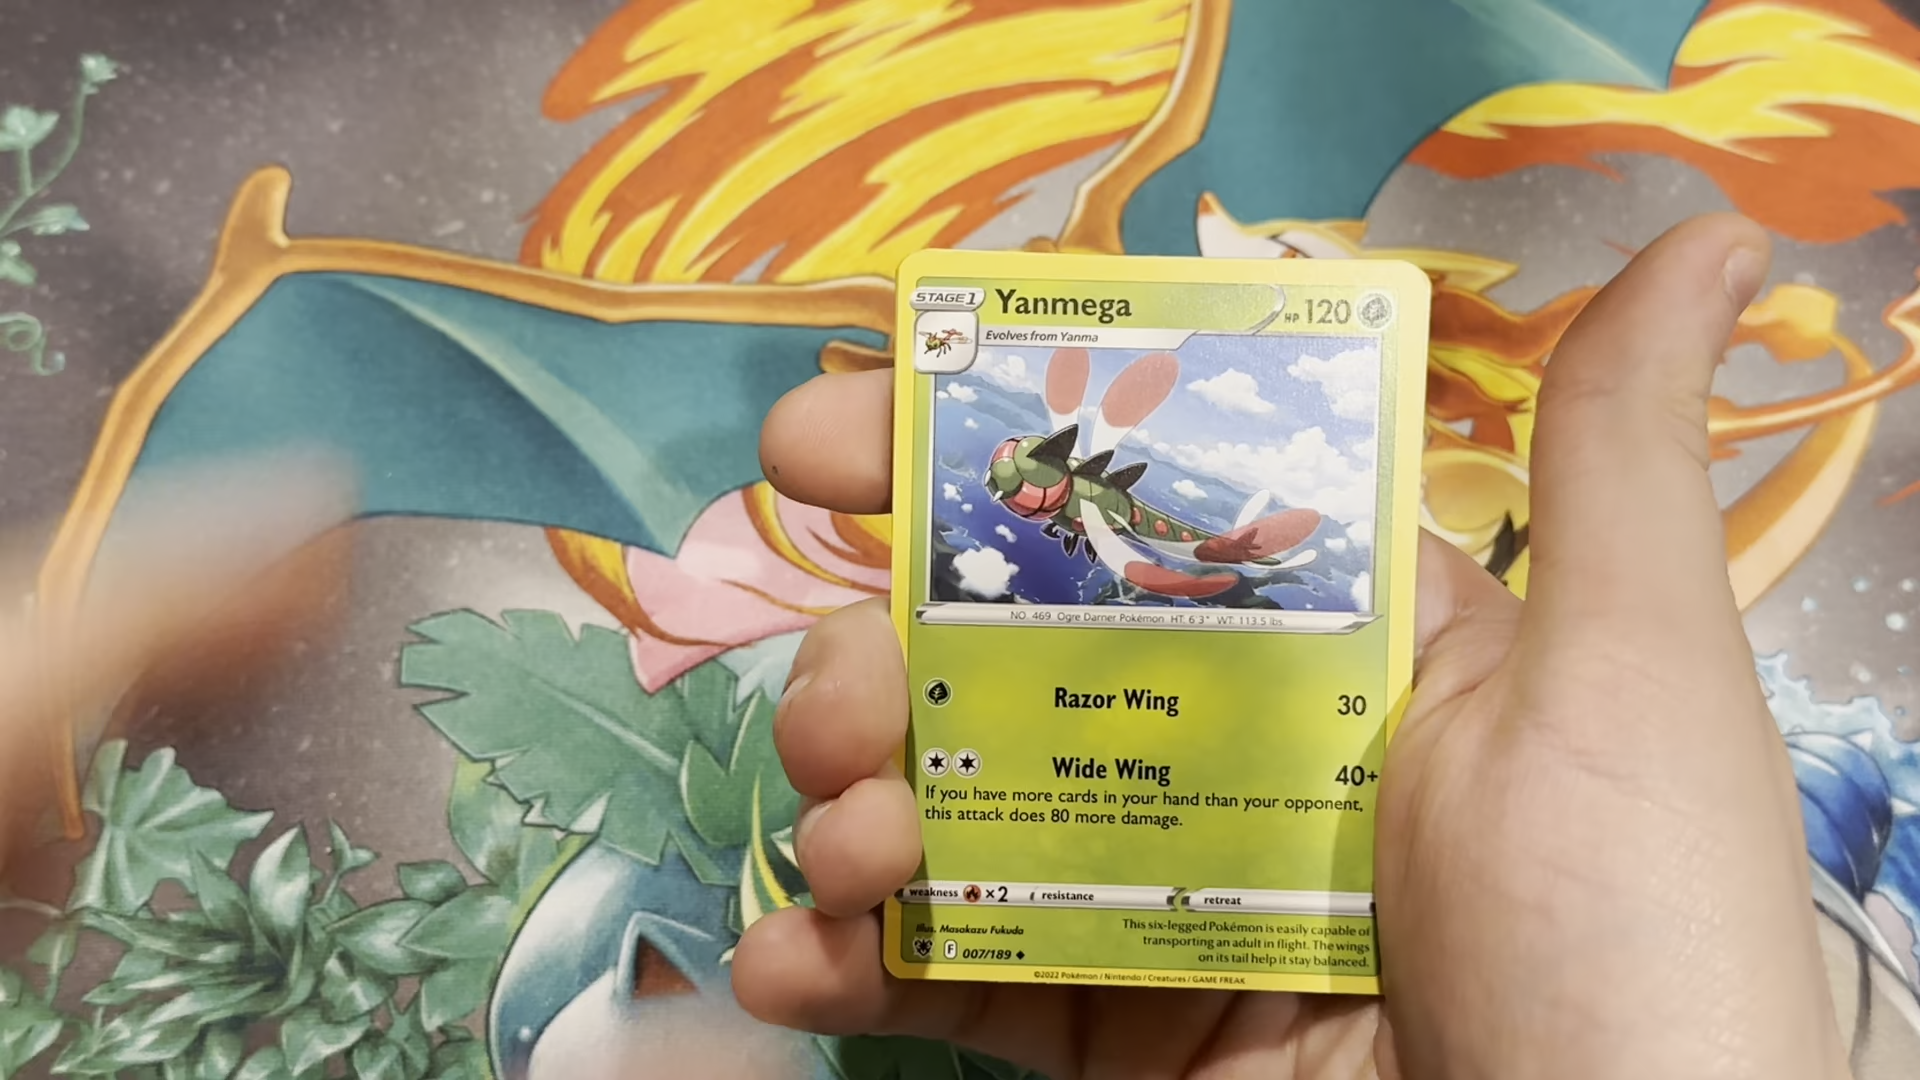 STAGE 1 Yanmega HP 120
Evolves from Yanma
NO. 469 Ogre Darner Pokémon HT: 6'3" WT: 113.5 lbs.
Razor Wing 30
Wide Wing 40+
If you have more cards in your hand than your opponent,
this attack does 80 more damage.
weakness ×2 resistance retreat
Illus. Masakazu Fukuda
F 007/189
This six-legged Pokémon is easily capable of
transporting an adult in flight. The wings
on its tail help it stay balanced.
©2022 Pokémon / Nintendo / Creatures / GAME FREAK